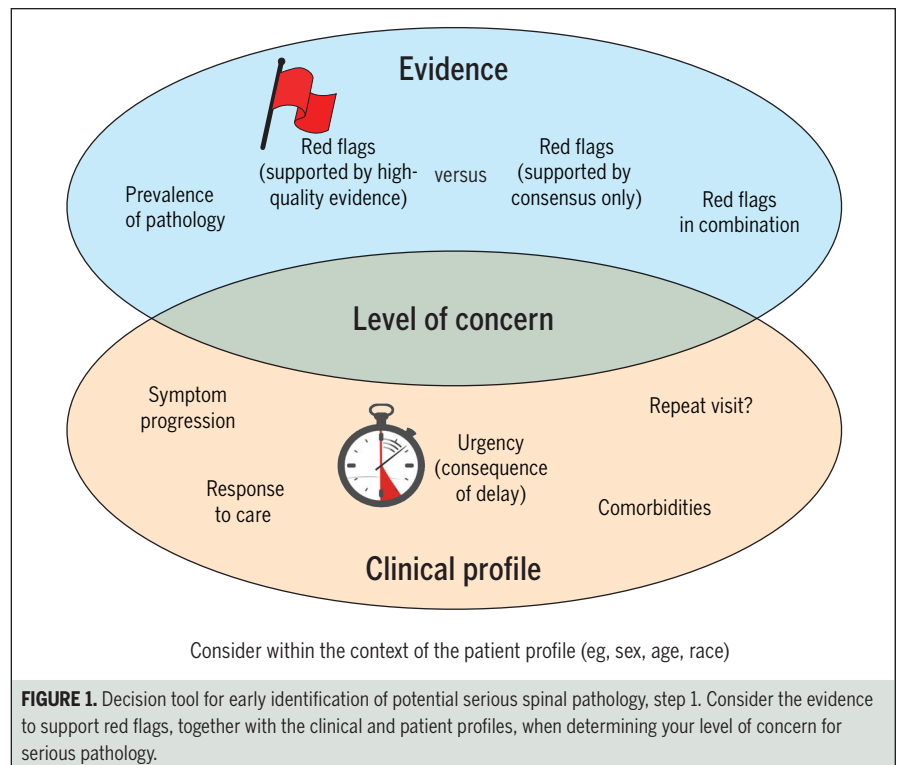 Evidence
Red flags
(supported by high-
quality evidence)
versus
Red flags
(supported by
consensus only)
Prevalence
of pathology
Red flags
in combination
Level of concern
Symptom
progression
Repeat visit?
Urgency
(consequence
of delay)
Response
to care
Comorbidities
Clinical profile
Consider within the context of the patient profile (eg, sex, age, race)
FIGURE 1. Decision tool for early identification of potential serious spinal pathology, step 1. Consider the evidence
to support red flags, together with the clinical and patient profiles, when determining your level of concern for
serious pathology.